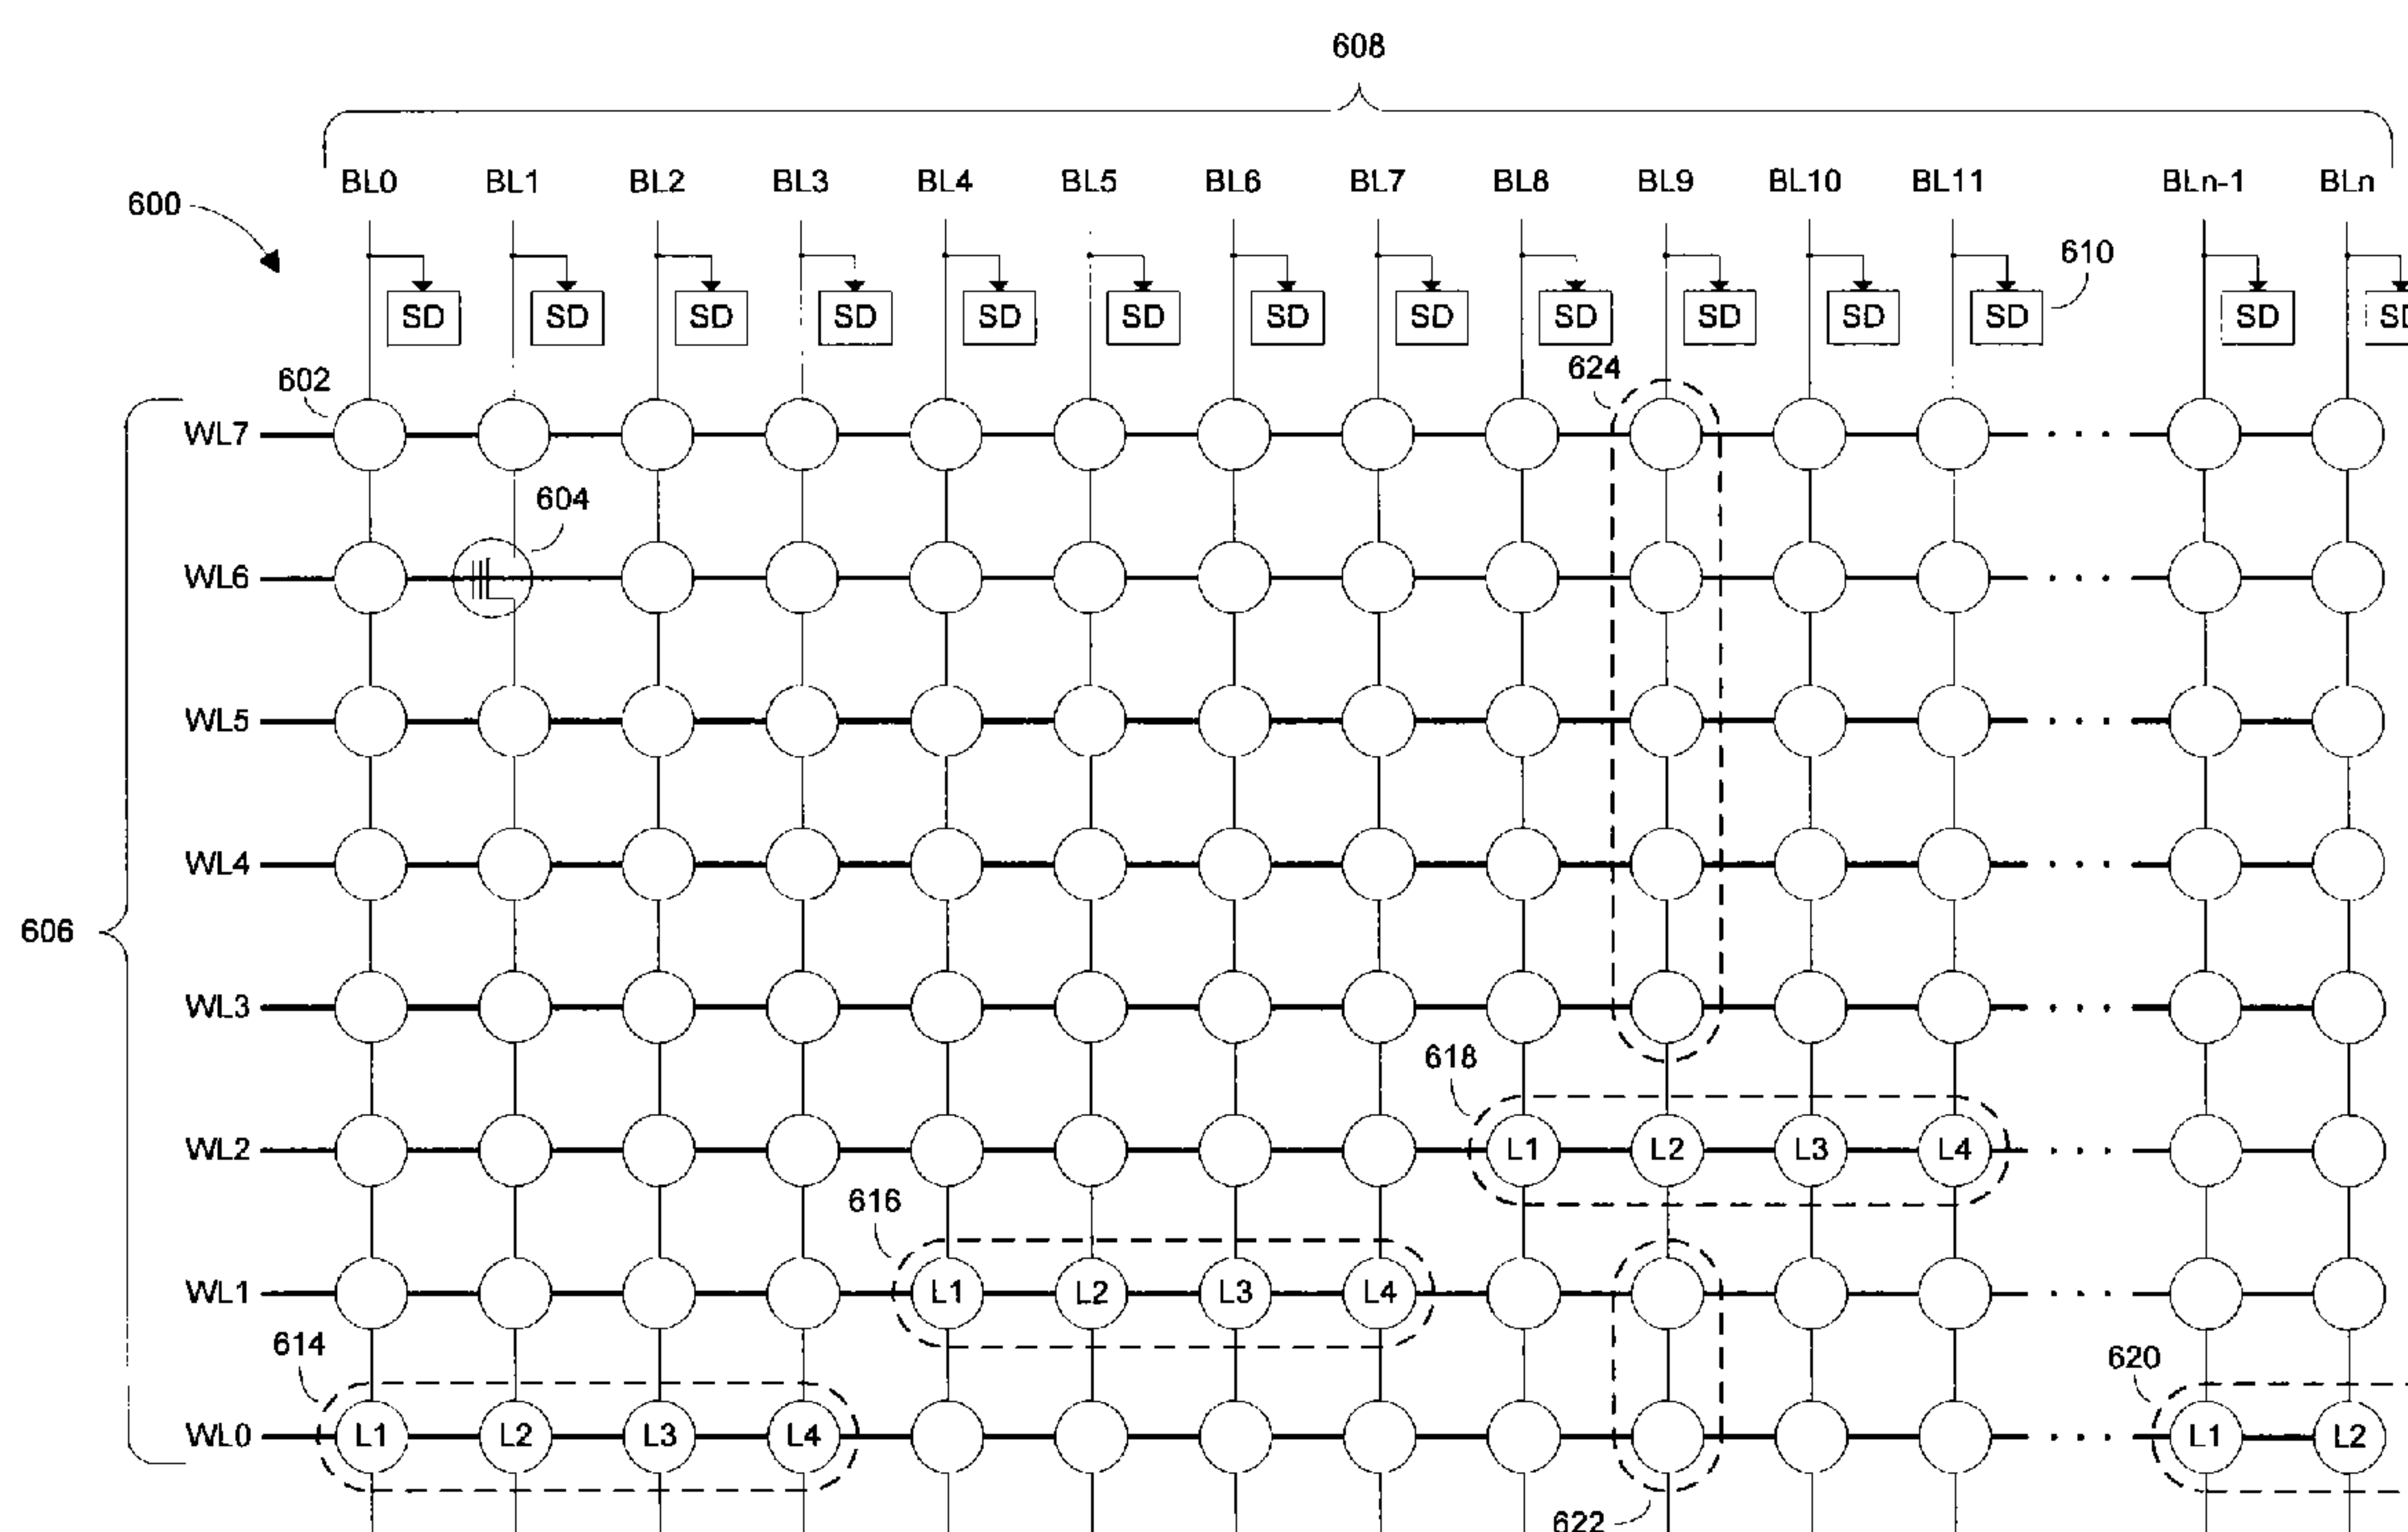 608
BL0 BL1 BL2 BL3 BL4 BL5 BL6 BL7 BL8 BL9 BL10 BL11 BLn-1 BLn
600
610
SD SD SD SD SD SD SD SD SD SD SD SD SD SD
624
602
WL7 . . .
604
WL6 . . .
WL5 . . .
WL4 . . .
606
WL3 . . .
618
WL2 L1 L2 L3 L4 . . .
616
WL1 L1 L2 L3 L4 . . .
614
620
WL0 L1 L2 L3 L4 . . . L1 L2
622